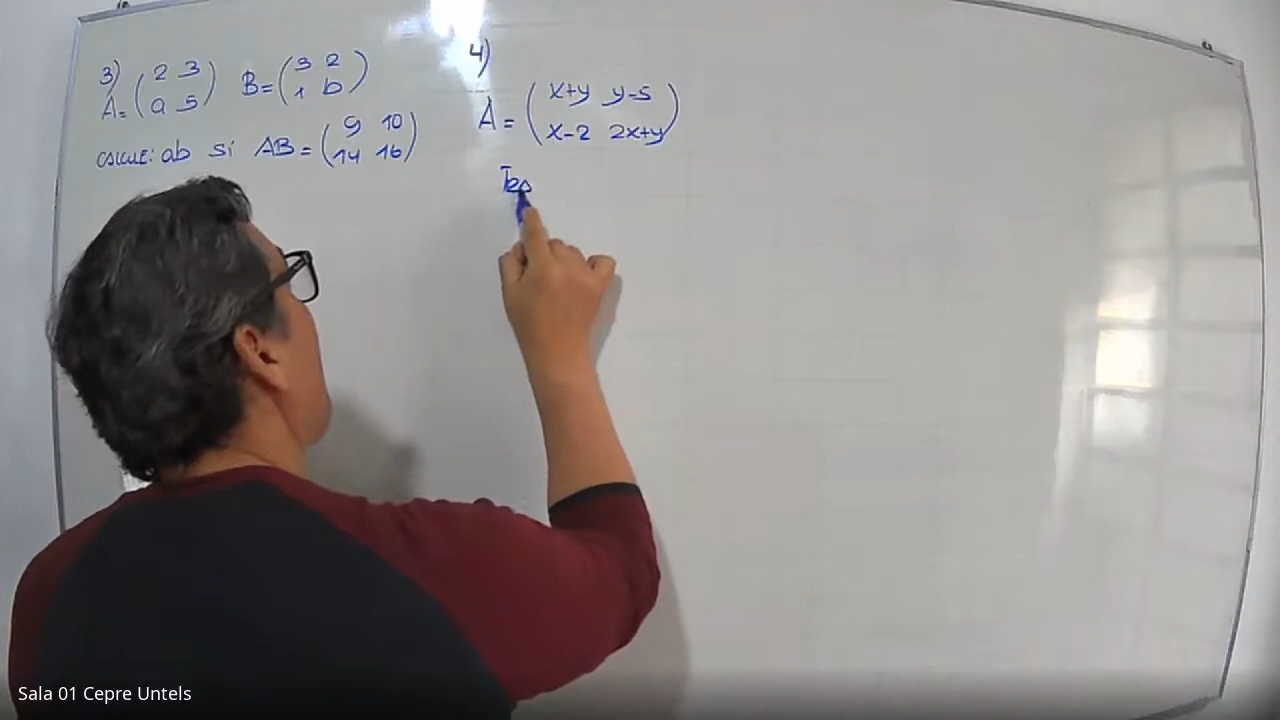 3)
A = (2 3
a 5) B = (3 2
1 b)
CALCULE: ab si AB = (9 10
14 16)
4)
A = (x+y y-5
x-2 2x+y)
Sala 01 Cepre Untels